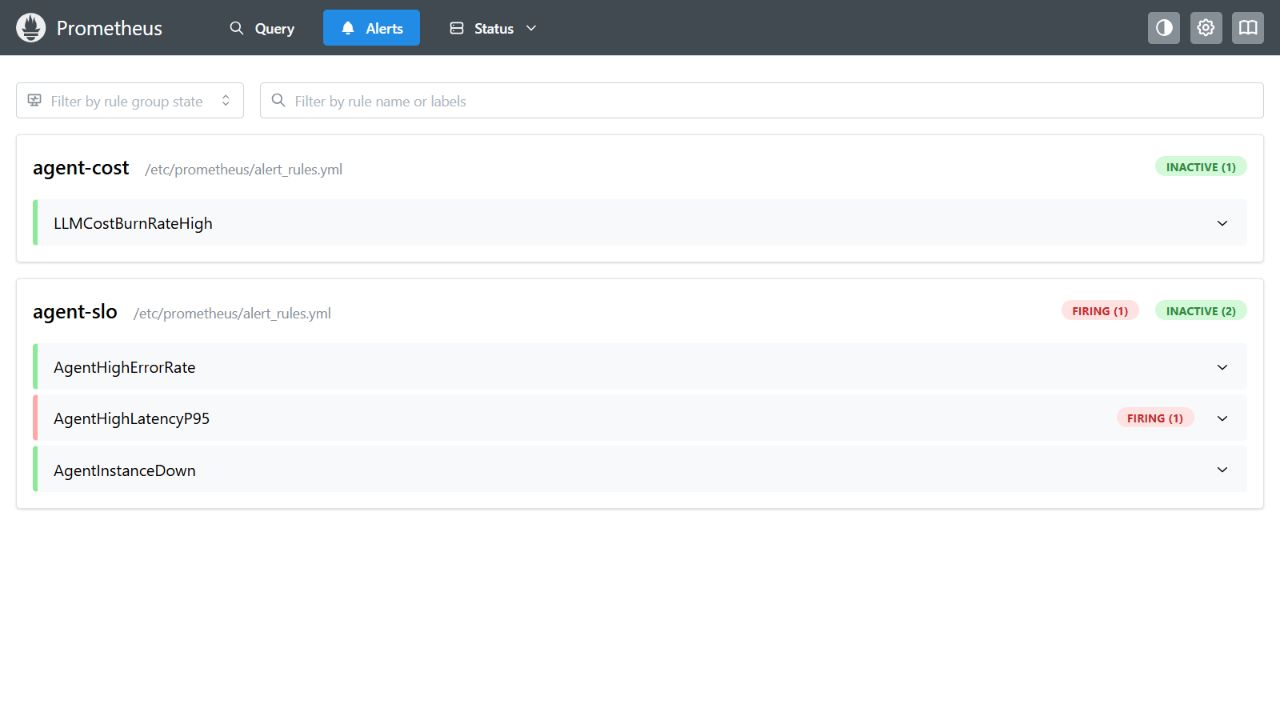 Prometheus Query Alerts Status
Filter by rule group state Filter by rule name or labels
agent-cost /etc/prometheus/alert_rules.yml INACTIVE (1)
LLMCostBurnRateHigh
agent-slo /etc/prometheus/alert_rules.yml FIRING (1) INACTIVE (2)
AgentHighErrorRate
AgentHighLatencyP95 FIRING (1)
AgentInstanceDown